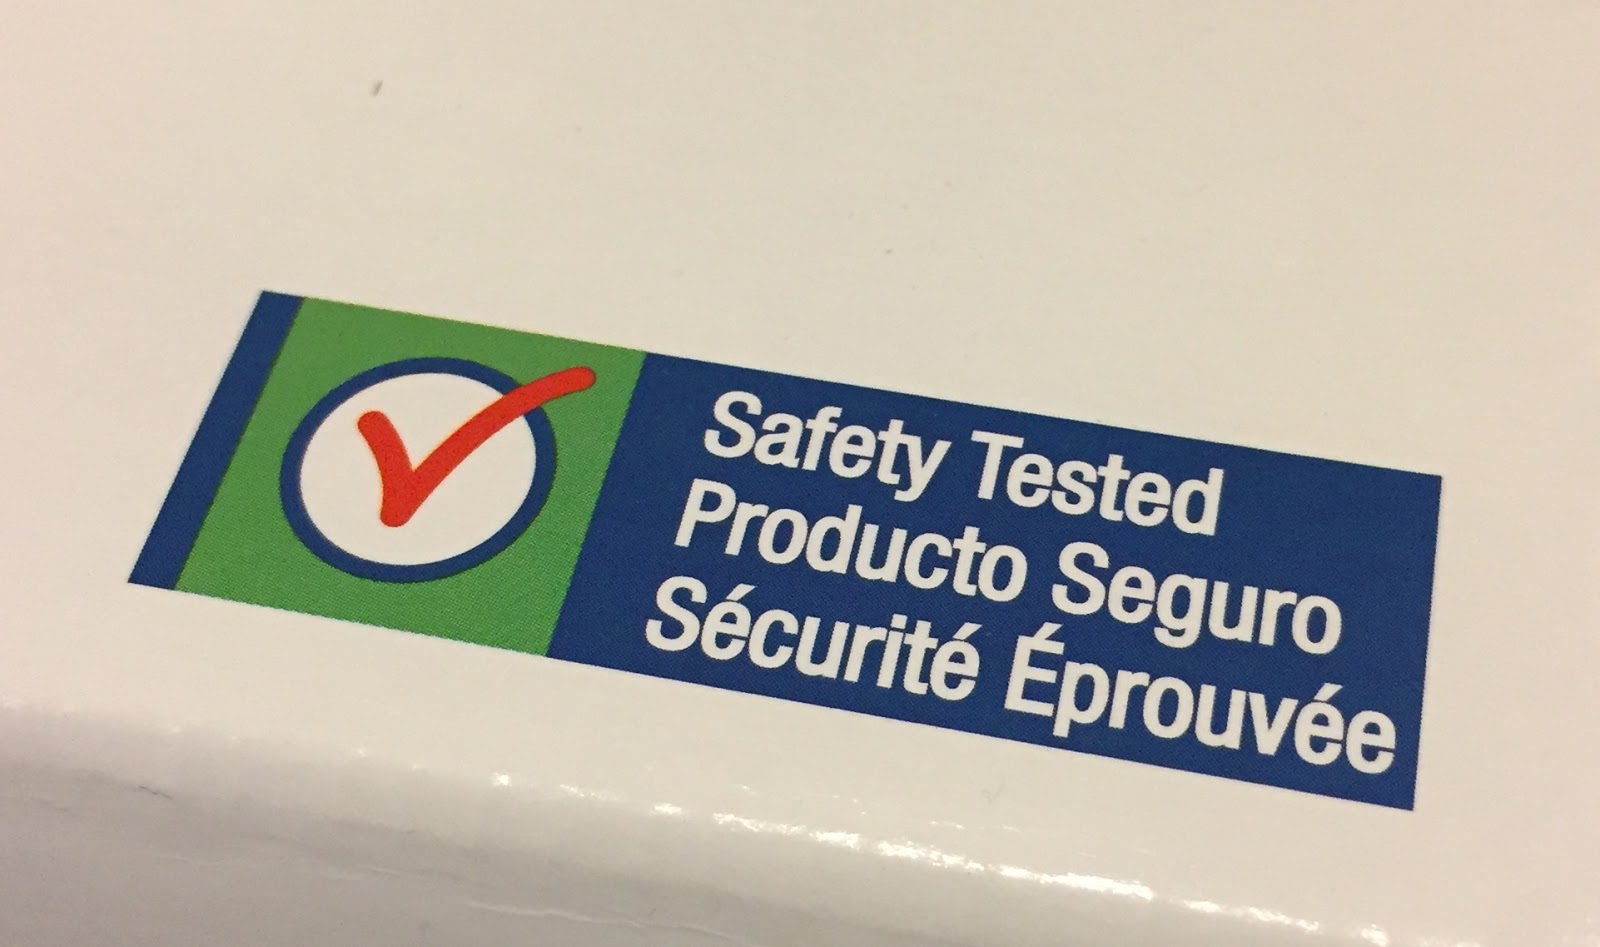 Safety Tested
Producto Seguro
Sécurité Éprouvée